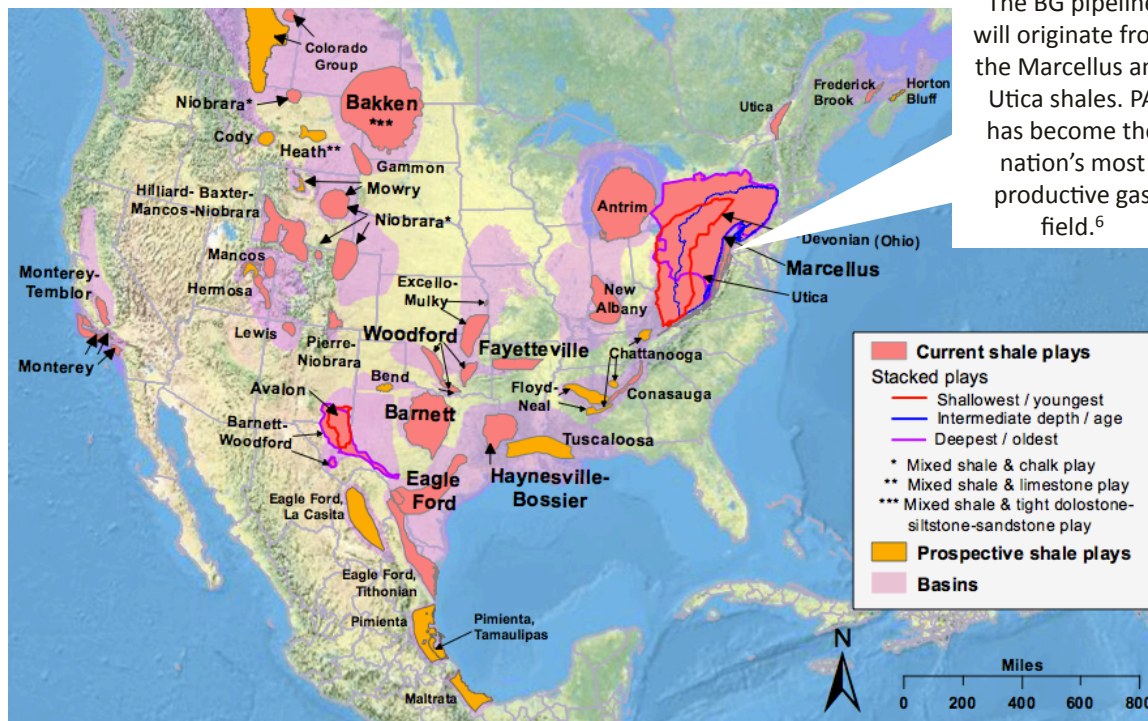 The BG pipeline
will originate fro
the Marcellus an
Utica shales. PA
has become the
nation's most
productive gas
field.6
Colorado
Group
Niobrara*
Bakken
***
Cody
Heath**
Gammon
Mowry
Hilliard- Baxter-
Mancos-Niobrara
Niobrara*
Antrim
Utica
Frederick
Brook
Horton
Bluff
Devonian (Ohio)
Marcellus
Utica
Mancos
Hermosa
Monterey-
Temblor
Monterey
Lewis
Pierre-
Niobrara
Excello-
Mulky
New
Albany
Woodford
Fayetteville
Chattanooga
Bend
Floyd-
Neal
Conasauga
Avalon
Barnett
Barnett-
Woodford
Tuscaloosa
Eagle
Ford
Haynesville-
Bossier
Eagle Ford,
La Casita
Eagle Ford,
Tithonian
Pimienta
Pimienta,
Tamaulipas
Maltrata
Current shale plays
Stacked plays
Shallowest / youngest
Intermediate depth / age
Deepest / oldest
* Mixed shale & chalk play
** Mixed shale & limestone play
*** Mixed shale & tight dolostone-
siltstone-sandstone play
Prospective shale plays
Basins
N
Miles
0 200 400 600 800